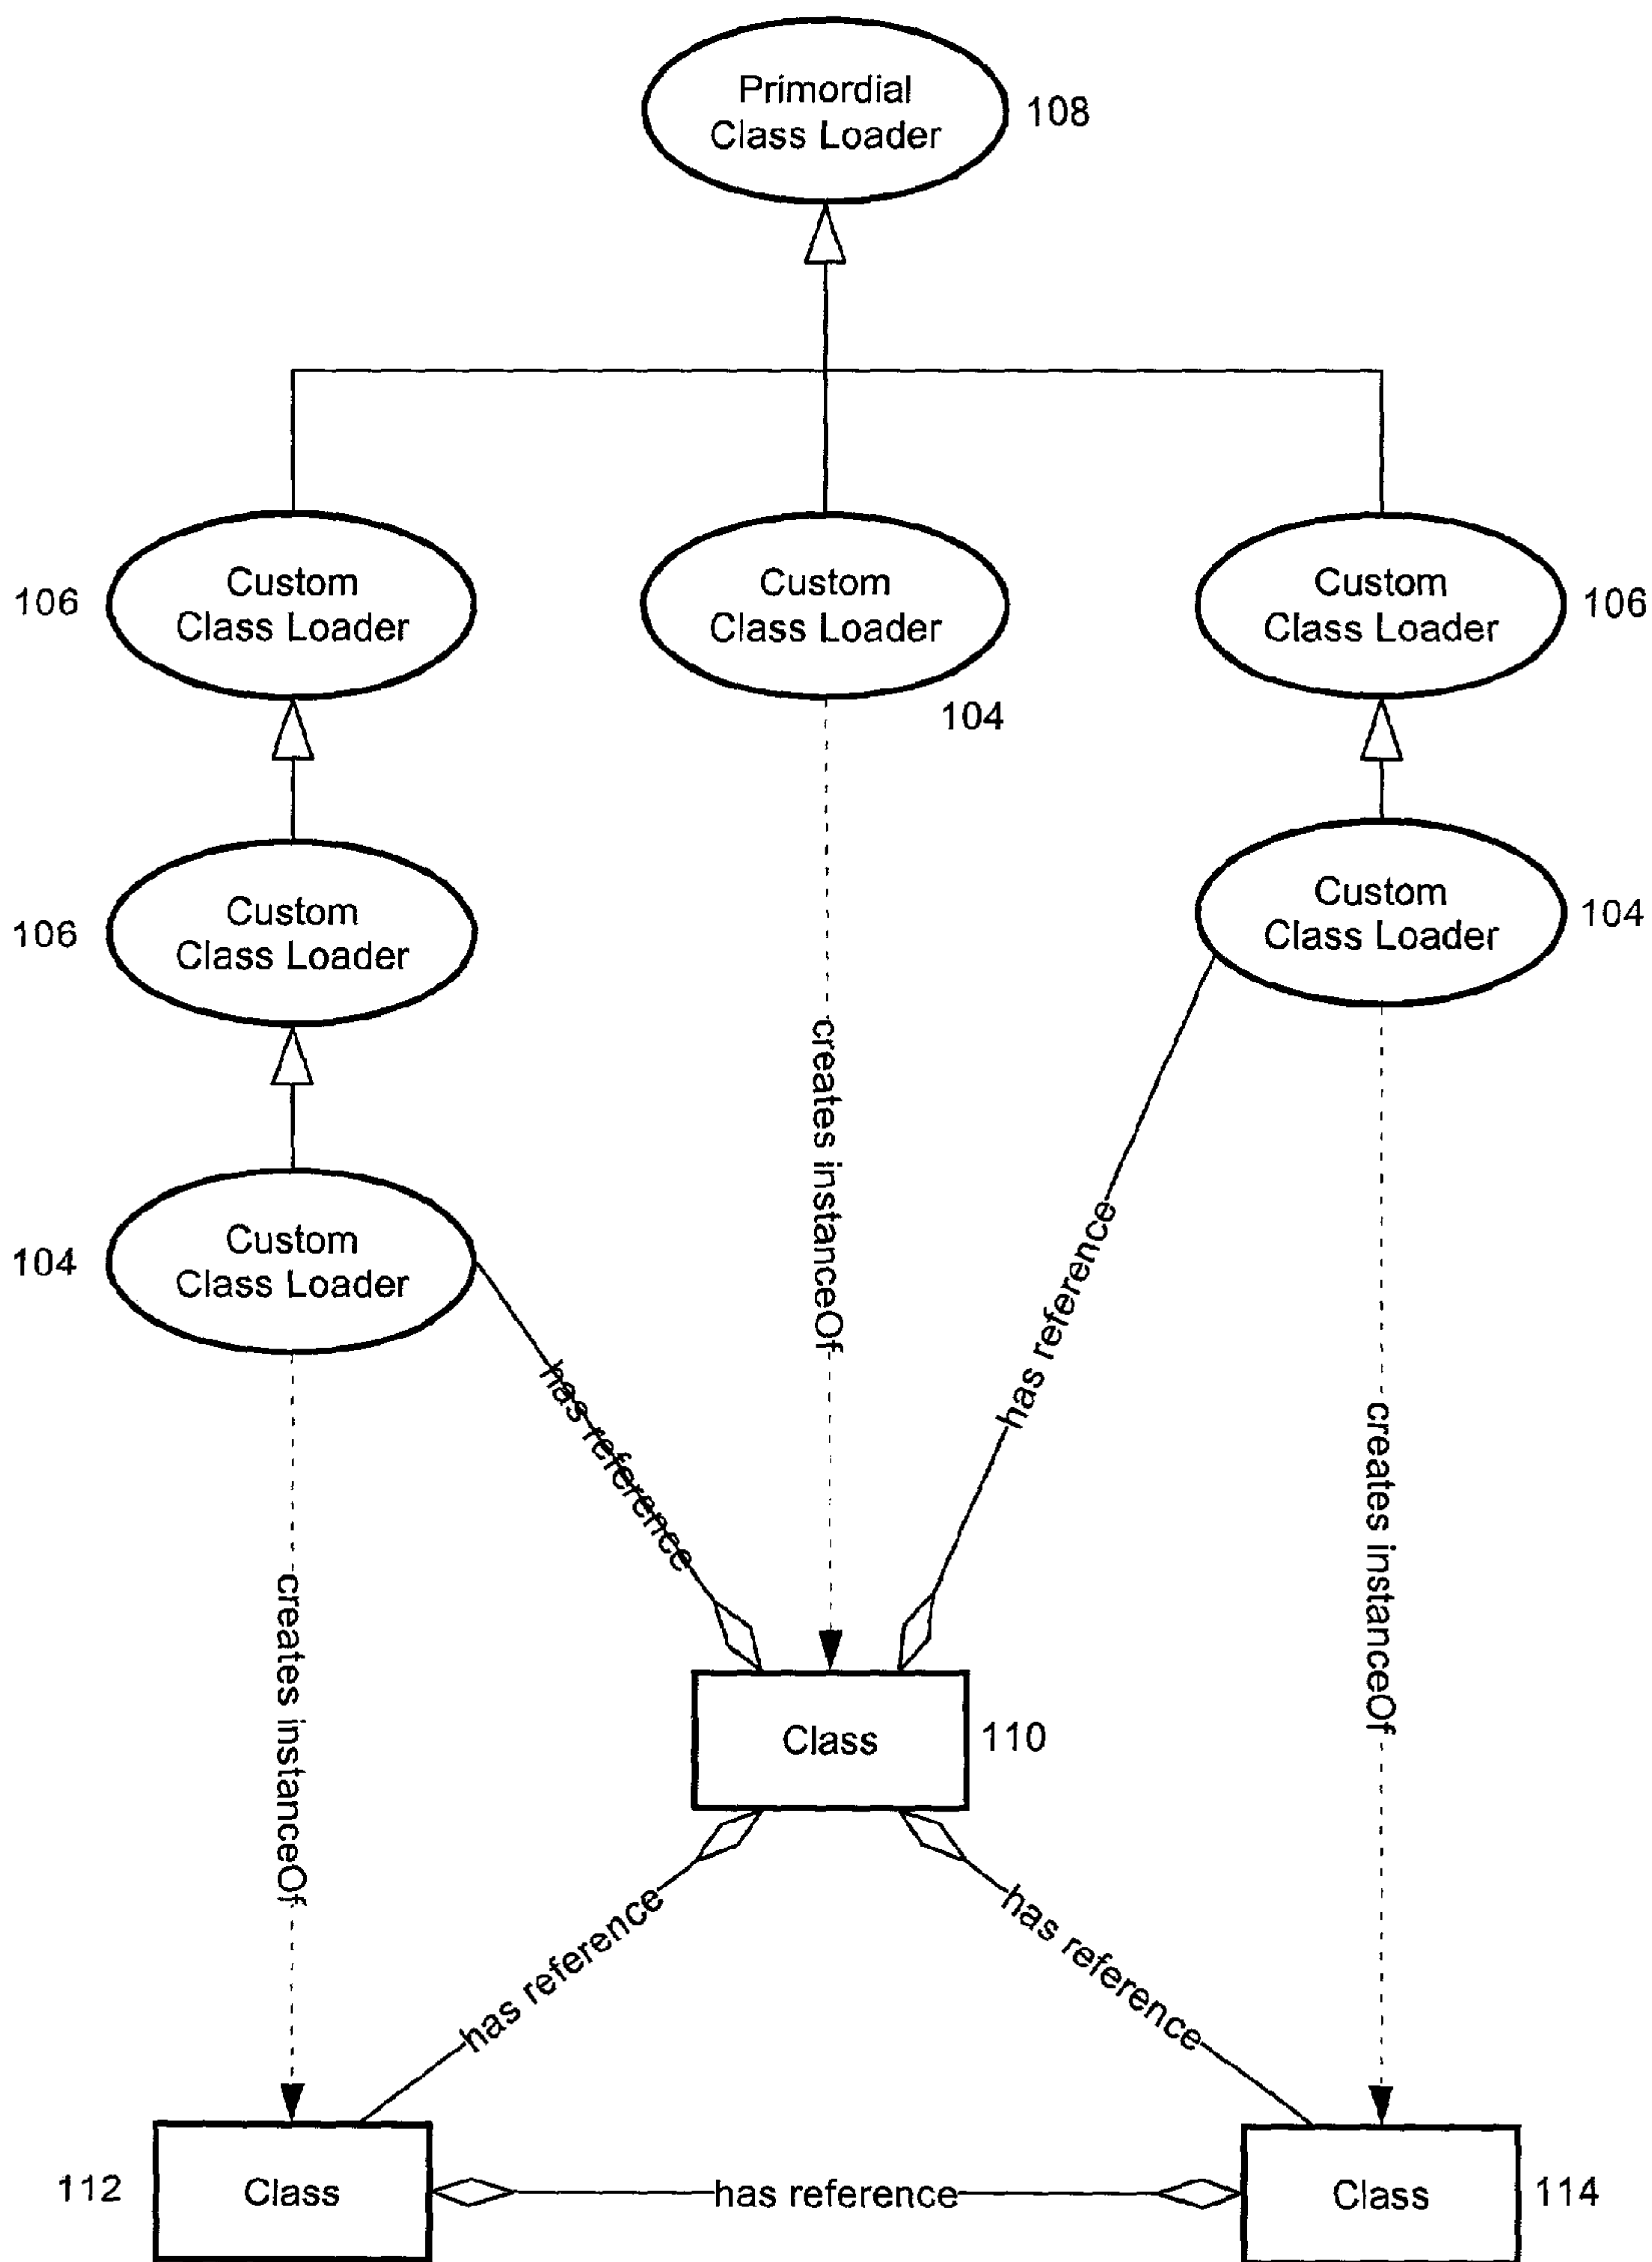 Primordial
Class Loader
108
Custom
Class Loader
106
Custom
Class Loader
104
Custom
Class Loader
106
Custom
Class Loader
106
Custom
Class Loader
104
Custom
Class Loader
104
creates instanceOf
has reference
has reference
creates instanceOf
creates instanceOf
Class
110
has reference
has reference
112
Class
has reference
Class
114